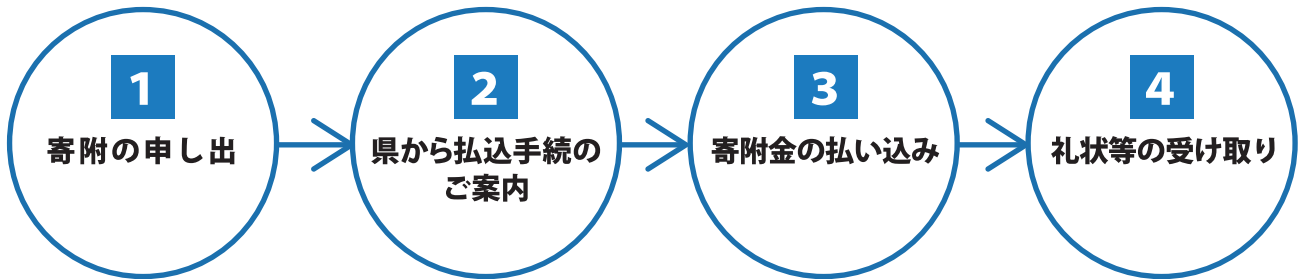 1
寄附の申し出
2
県から払込手続の
ご案内
3
寄附金の払い込み
4
礼状等の受け取り